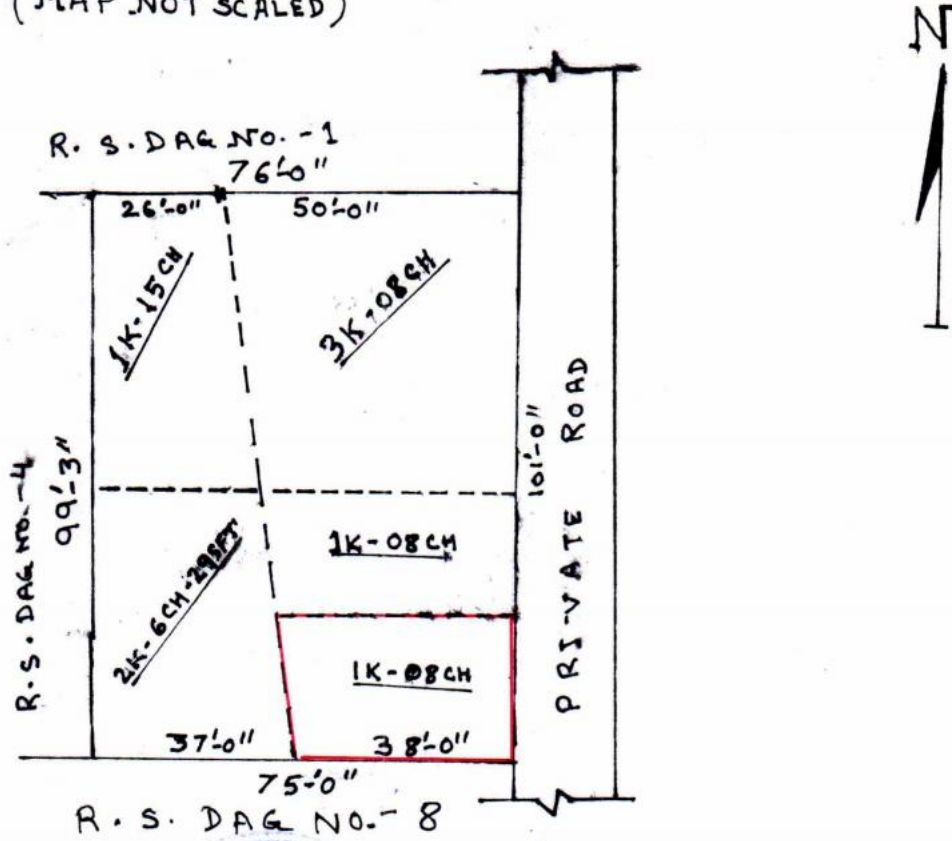 (MAP NOT SCALED)
N
R. S. DAG NO. - 1
76'-0"
26'-0"
50'-0"
1K-15CH
3K-08CH
R.S. DAG NO. - 4
99'-3"
101'-0"
PRIVATE ROAD
1K-08CH
2K-6CH-29SFT
1K-08CH
37'-0"
38'-0"
75'-0"
R. S. DAG NO. - 8